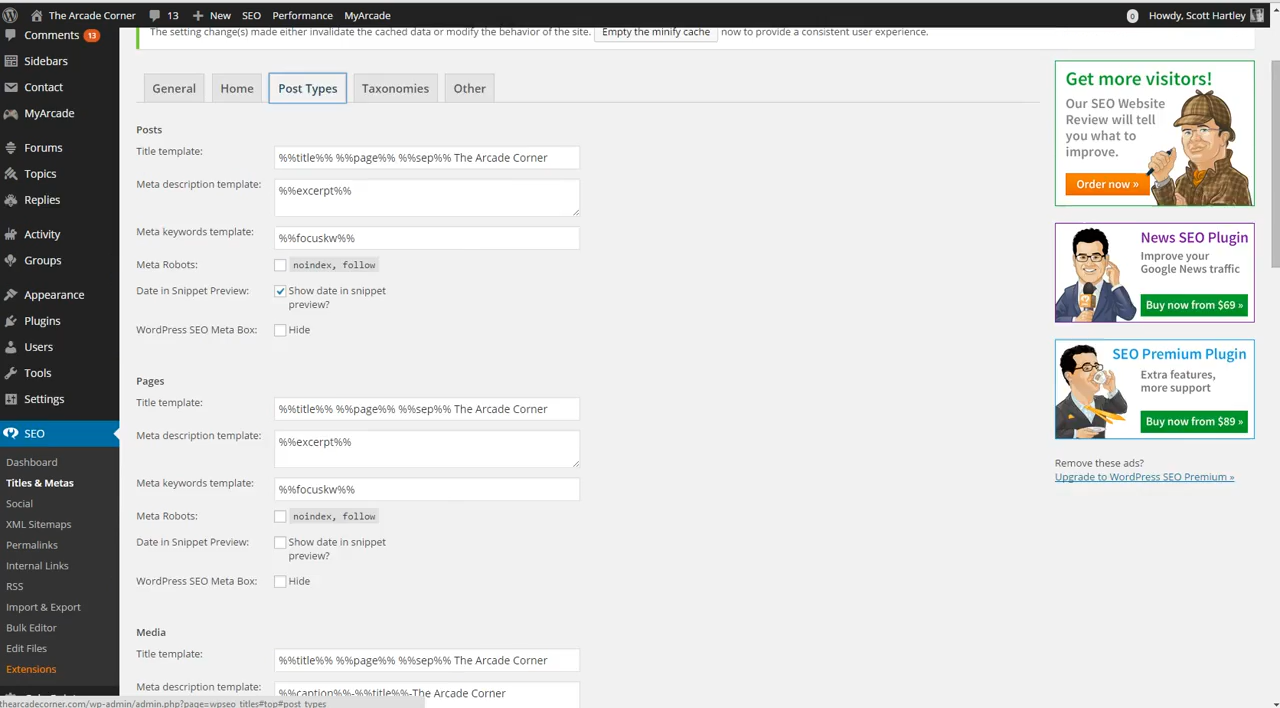 The Arcade Corner 13 New SEO Performance MyArcade 0 Howdy, Scott Hartley
Comments 13
Sidebars
Contact
MyArcade
Forums
Topics
Replies
Activity
Groups
Appearance
Plugins
Users
Tools
Settings
SEO
Dashboard
Titles & Metas
Social
XML Sitemaps
Permalinks
Internal Links
RSS
Import & Export
Bulk Editor
Edit Files
Extensions
The setting change(s) made either invalidate the cached data or modify the behavior of the site. Empty the minify cache now to provide a consistent user experience.
General Home Post Types Taxonomies Other
Posts
Title template: %%title%% %%page%% %%sep%% The Arcade Corner
Meta description template: %%excerpt%%
Meta keywords template: %%focuskw%%
Meta Robots: noindex, follow
Date in Snippet Preview: Show date in snippet
preview?
WordPress SEO Meta Box: Hide
Pages
Title template: %%title%% %%page%% %%sep%% The Arcade Corner
Meta description template: %%excerpt%%
Meta keywords template: %%focuskw%%
Meta Robots: noindex, follow
Date in Snippet Preview: Show date in snippet
preview?
WordPress SEO Meta Box: Hide
Media
Title template: %%title%% %%page%% %%sep%% The Arcade Corner
Meta description template: %%caption%%-%%title%%-The Arcade Corner
Get more visitors!
Our SEO Website
Review will tell
you what to
improve.
Order now »
News SEO Plugin
Improve your
Google News traffic
Buy now from $69 »
SEO Premium Plugin
Extra features,
more support
Buy now from $89 »
Remove these ads?
Upgrade to WordPress SEO Premium »
thearcadecorner.com/wp-admin/admin.php?page=wpseo_titles#top#post_types